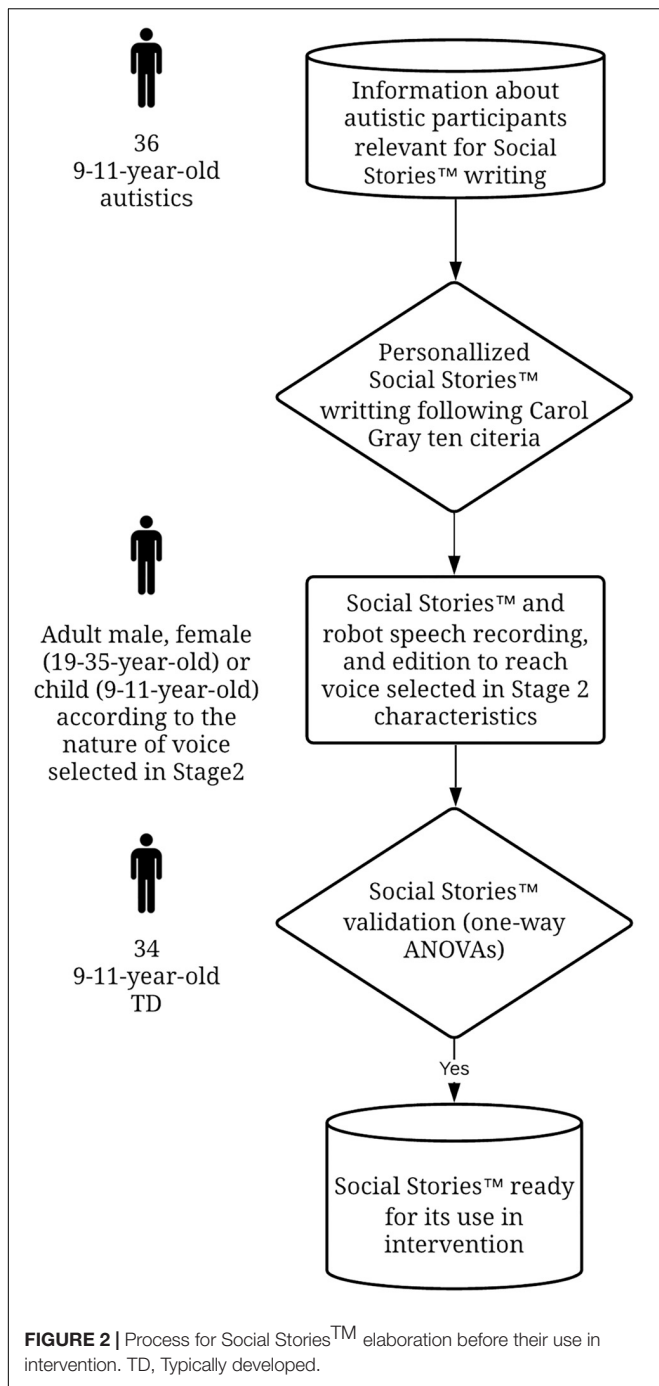 36
9-11-year-old
autistics
Information about
autistic participants
relevant for Social
Stories™ writing
Personallized
Social Stories™
writting following Carol
Gray ten citeria
Adult male, female
(19-35-year-old) or
child (9-11-year-old)
according to the
nature of voice
selected in Stage2
Social Stories™ and
robot speech recording,
and edition to reach
voice selected in Stage 2
characteristics
34
9-11-year-old
TD
Social Stories™
validation (one-way
ANOVAs)
Yes
Social Stories™ ready
for its use in
intervention
FIGURE 2 | Process for Social Stories™ elaboration before their use in
intervention. TD, Typically developed.